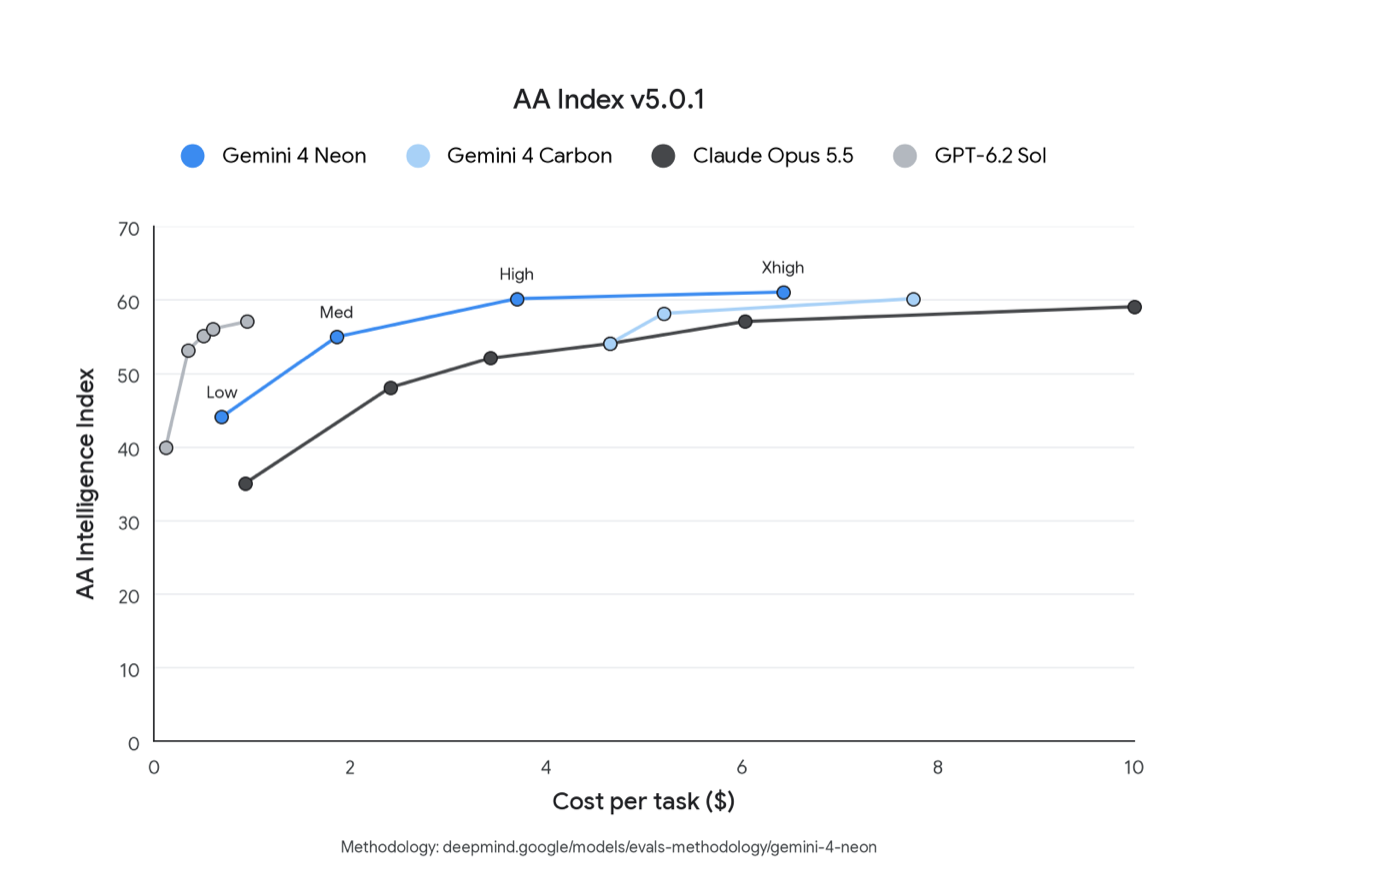 AA Index v5.0.1
Gemini 4 Neon
Gemini 4 Carbon
Claude Opus 5.5
GPT-6.2 Sol
AA Intelligence Index
70
60
50
40
30
20
10
0
Low
Med
High
Xhigh
0
2
4
6
8
10
Cost per task ($)
Methodology: deepmind.google/models/evals-methodology/gemini-4-neon